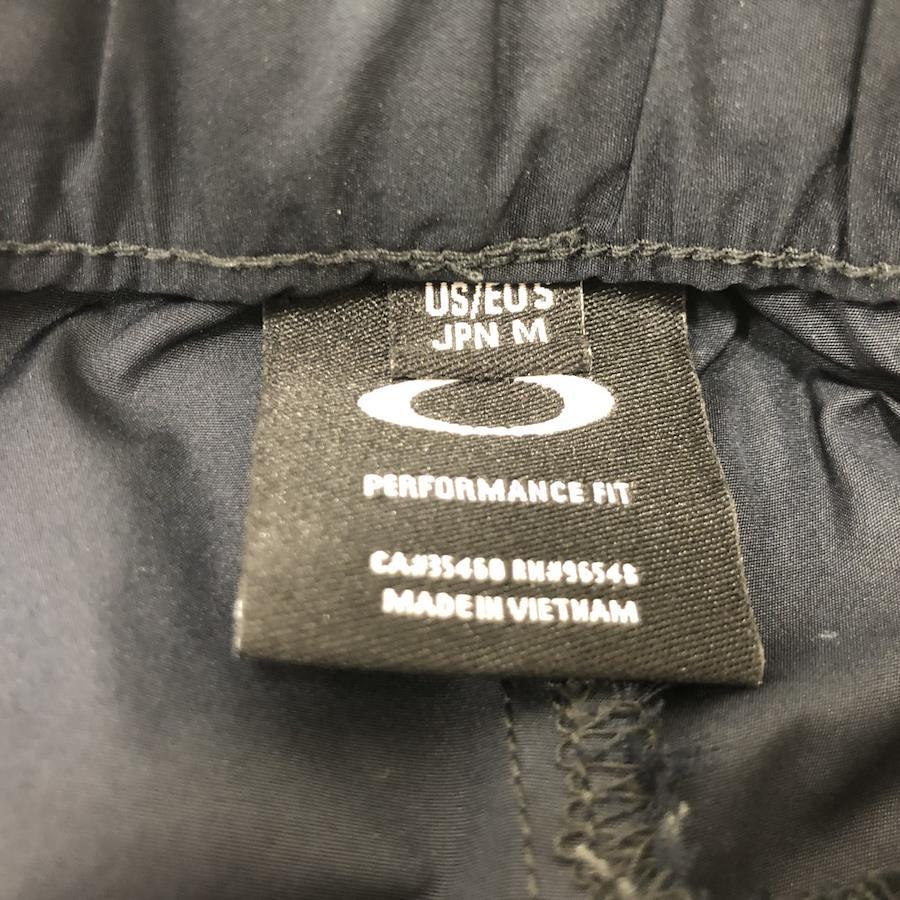 US/EU S
JPN M
PERFORMANCE FIT
CA#35460 RN#96548
MADE IN VIETNAM